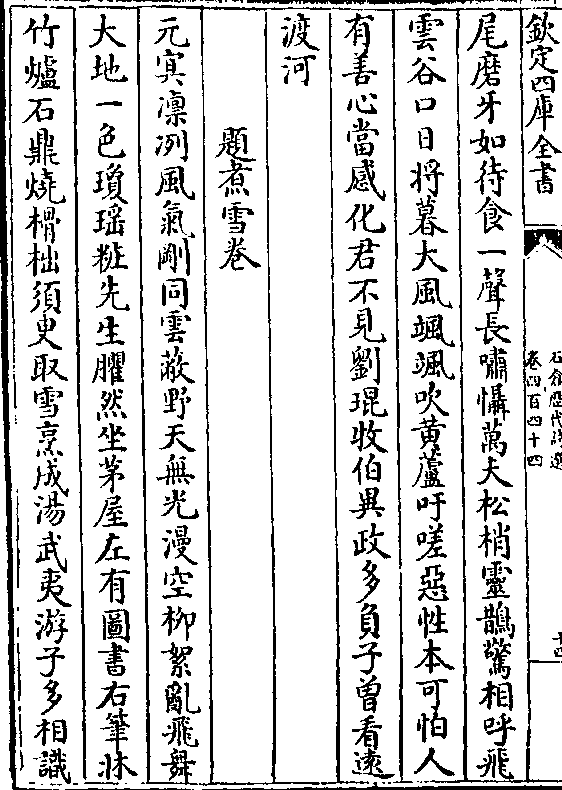 欽定四庫全書
石倉歷代詩選
卷四百四十四
十四
尾磨牙如待食一聲長嘯懾萬夫松梢靈鵲驚相呼飛
雲谷口日将暮大風颯颯吹黄蘆吁嗟惡性本可怕人
有善心當感化君不見劉琨牧伯異政多負子曽看逺
渡河
題煮雪卷
元冥凛冽風氣剛同雲蔽野天無光漫空柳絮亂飛舞
大地一色瓊瑶粧先生臞然坐茅屋左有圖書右筆牀
竹爐石鼎燒榾柮須臾取雪烹成湯武夷游子多相識